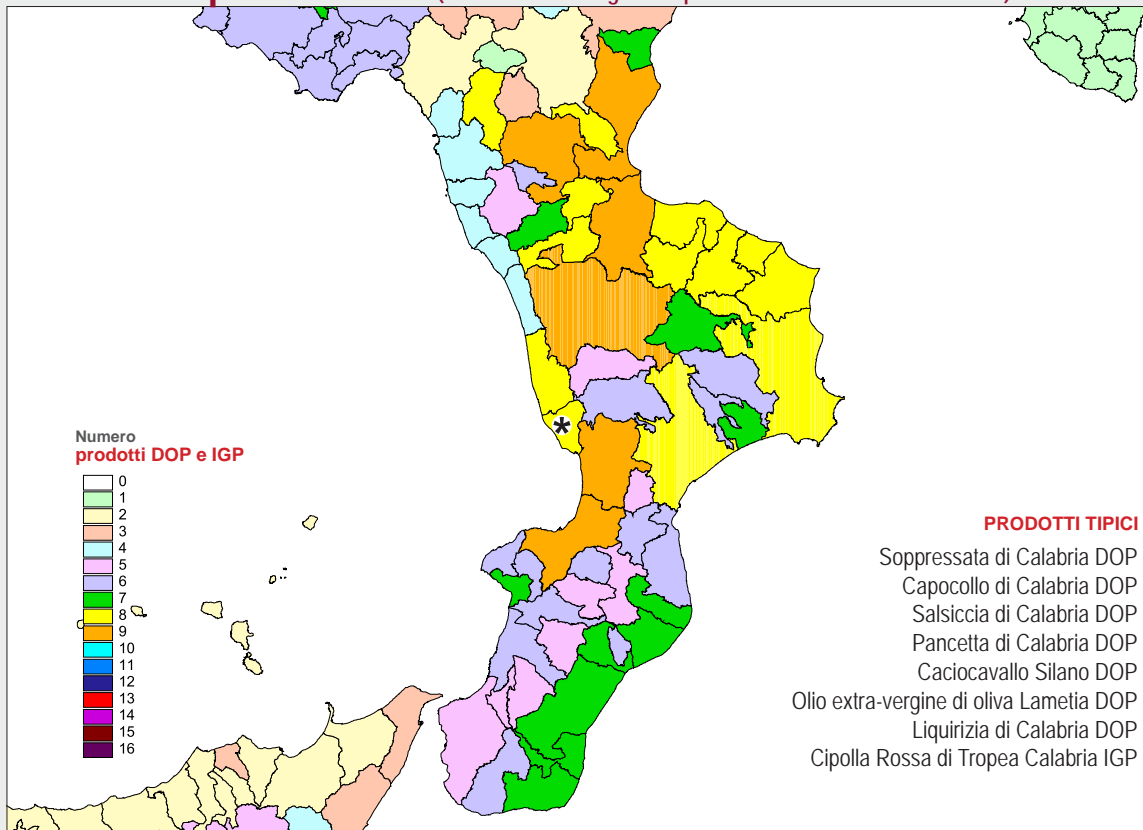 Numero
prodotti DOP e IGP
0
1
2
3
4
5
6
7
8
9
10
11
12
13
14
15
16
*
PRODOTTI TIPICI
Soppressata di Calabria DOP
Capocollo di Calabria DOP
Salsiccia di Calabria DOP
Pancetta di Calabria DOP
Caciocavallo Silano DOP
Olio extra-vergine di oliva Lametia DOP
Liquirizia di Calabria DOP
Cipolla Rossa di Tropea Calabria IGP